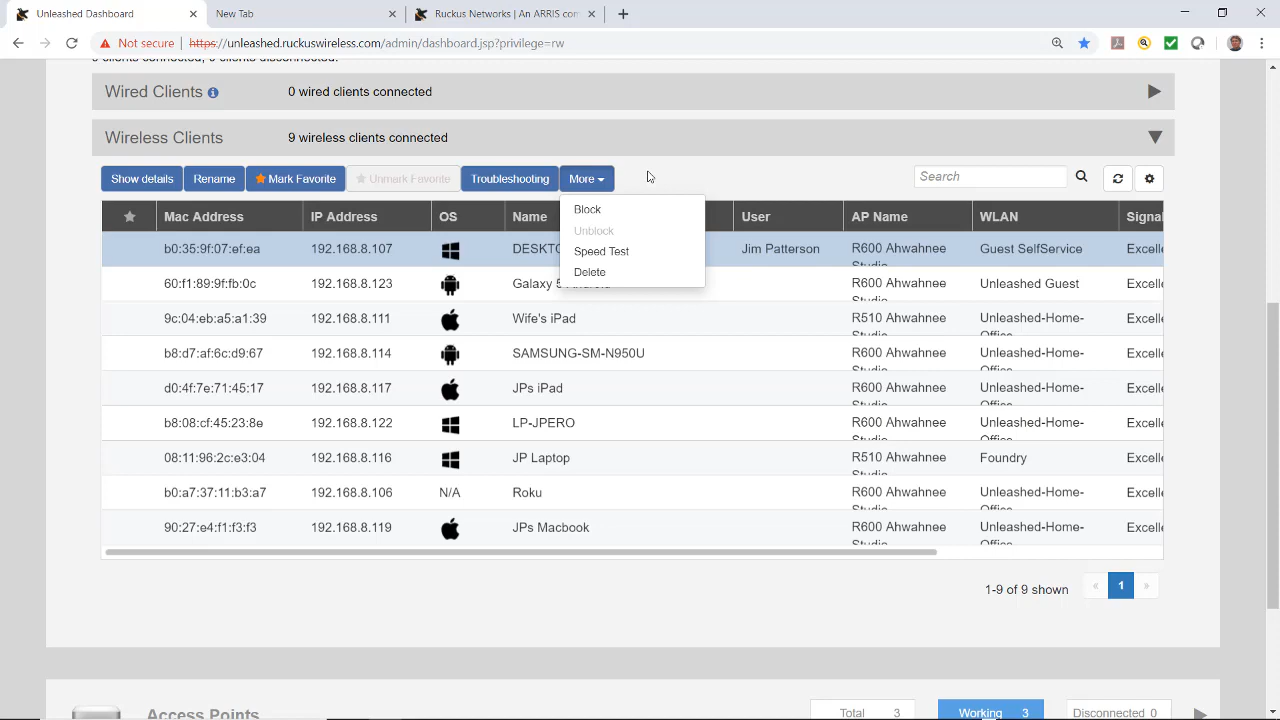 Unleashed Dashboard
New Tab
Ruckus Networks | An ARRIS com
Not secure
https://unleashed.ruckuswireless.com/admin/dashboard.jsp?privilege=rw
Wired Clients
0 wired clients connected
Wireless Clients
9 wireless clients connected
Show details
Rename
Mark Favorite
Unmark Favorite
Troubleshooting
More
Search
Block
Unblock
Speed Test
Delete
Mac Address IP Address OS Name User AP Name WLAN Signal
b0:35:9f:07:ef:ea 192.168.8.107 DESKTO Jim Patterson R600 Ahwahnee Guest SelfService Excelle
Studio
60:f1:89:9f:fb:0c 192.168.8.123 Galaxy R600 Ahwahnee Unleashed Guest Excelle
Studio
9c:04:eb:a5:a1:39 192.168.8.111 Wife's iPad R510 Ahwahnee Unleashed-Home- Excelle
Studio Office
b8:d7:af:6c:d9:67 192.168.8.114 SAMSUNG-SM-N950U R600 Ahwahnee Unleashed-Home- Excelle
Studio Office
d0:4f:7e:71:45:17 192.168.8.117 JPs iPad R600 Ahwahnee Unleashed-Home- Excelle
Studio Office
b8:08:cf:45:23:8e 192.168.8.122 LP-JPERO R600 Ahwahnee Unleashed-Home- Excelle
Studio Office
08:11:96:2c:e3:04 192.168.8.116 JP Laptop R510 Ahwahnee Foundry Excelle
Studio
b0:a7:37:11:b3:a7 192.168.8.106 N/A Roku R600 Ahwahnee Unleashed-Home- Excelle
Studio Office
90:27:e4:f1:f3:f3 192.168.8.119 JPs Macbook R600 Ahwahnee Unleashed-Home- Excelle
Studio Office
1-9 of 9 shown
« 1 »
Access Points
Total 3
Working 3
Disconnected 0